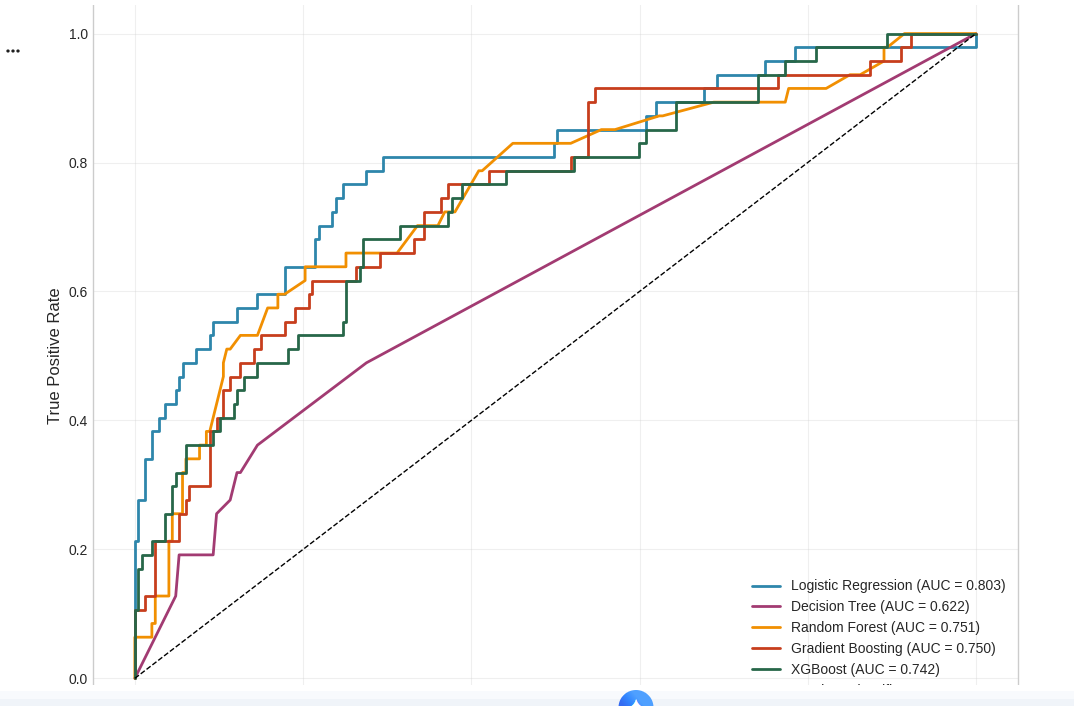 •••
1.0
0.8
0.6
0.4
0.2
0.0
True Positive Rate
Logistic Regression (AUC = 0.803)
Decision Tree (AUC = 0.622)
Random Forest (AUC = 0.751)
Gradient Boosting (AUC = 0.750)
XGBoost (AUC = 0.742)